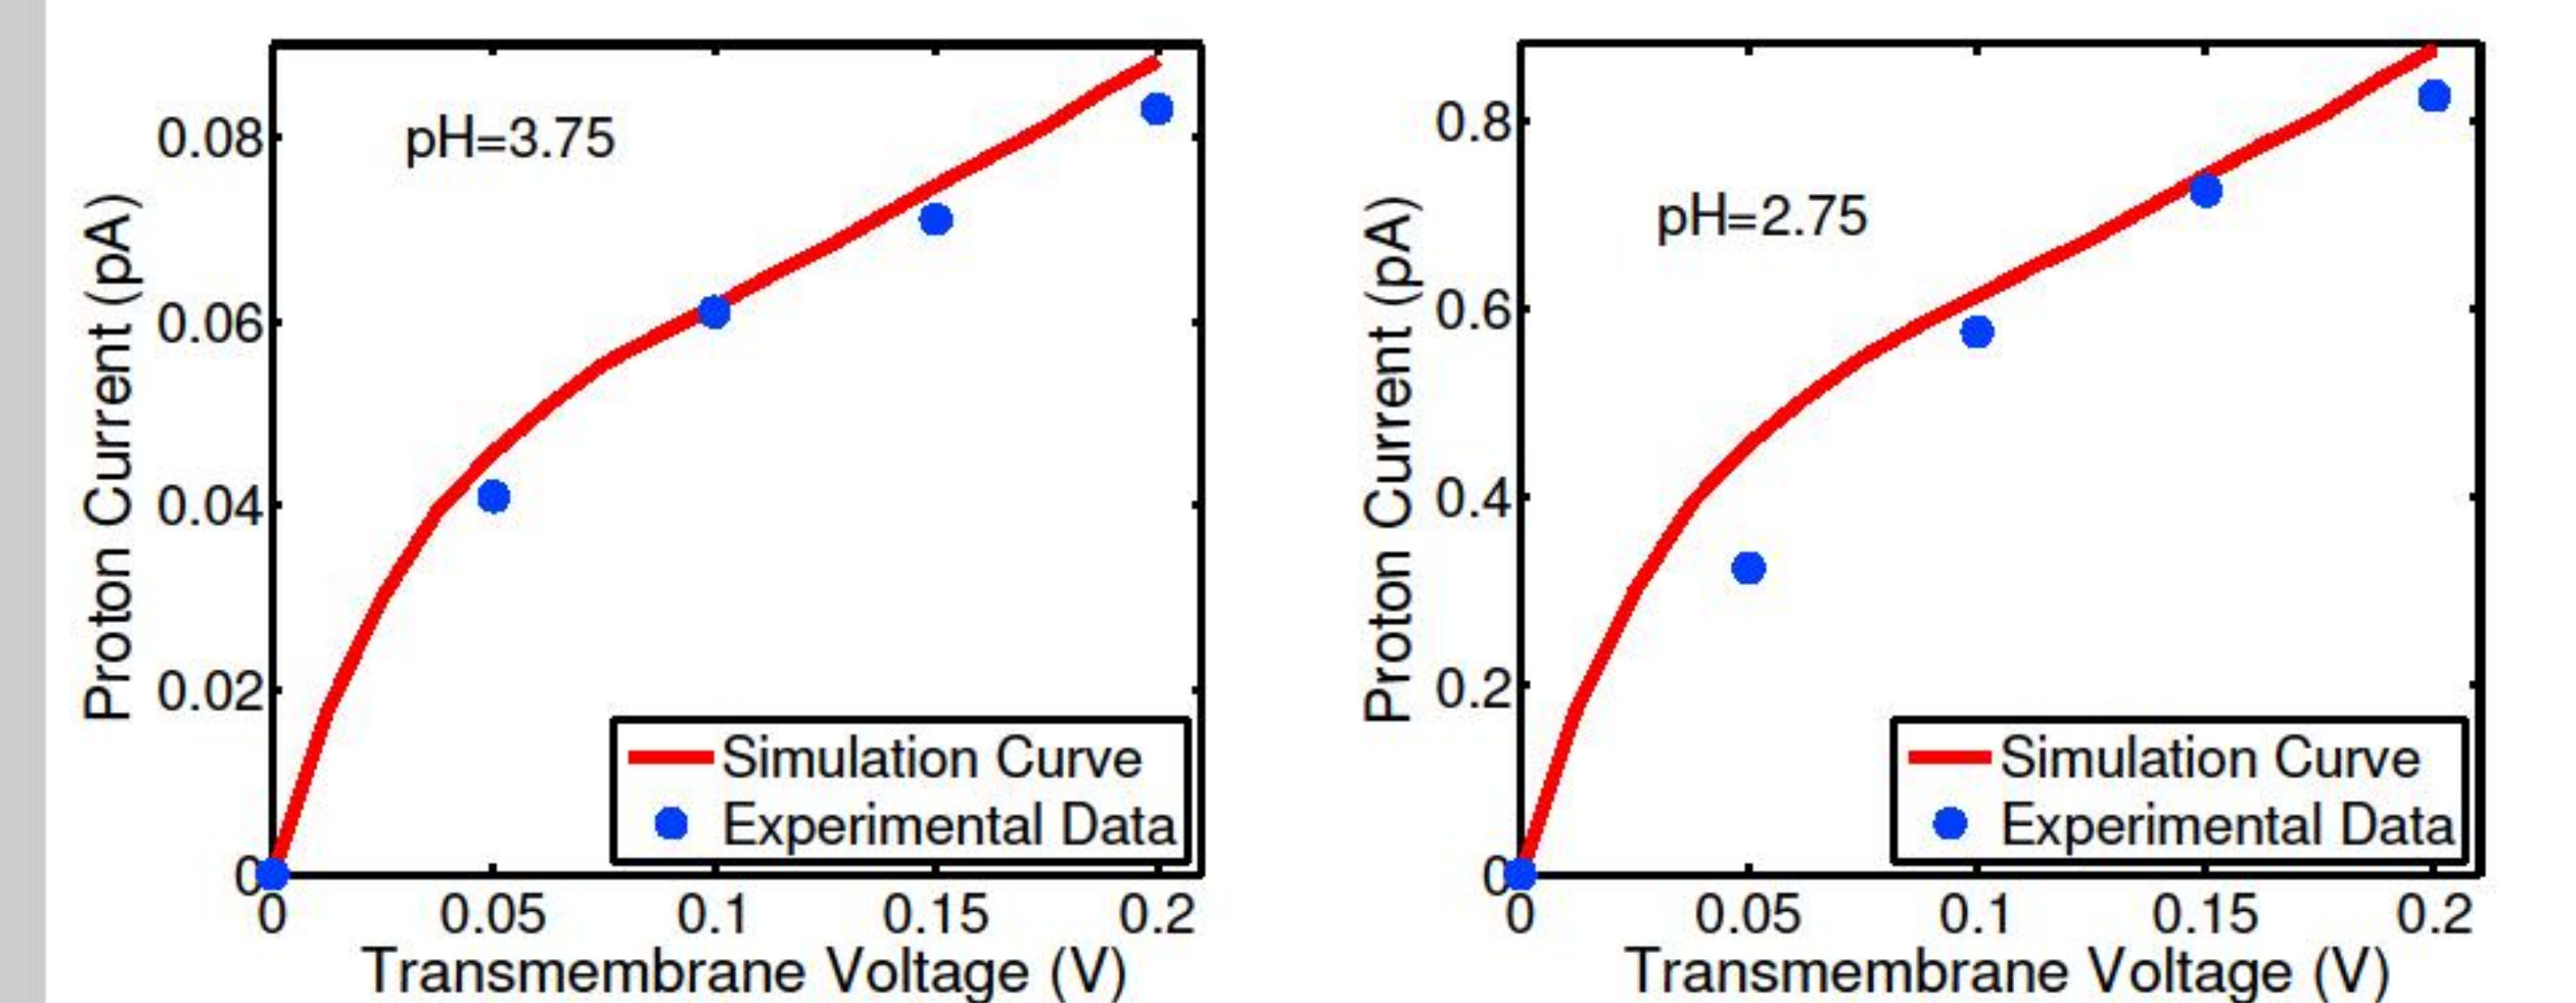 pH=3.75
Proton Current (pA)
0.08
0.06
0.04
0.02
0
0 0.05 0.1 0.15 0.2
Transmembrane Voltage (V)
Simulation Curve
Experimental Data
pH=2.75
Proton Current (pA)
0.8
0.6
0.4
0.2
0
0 0.05 0.1 0.15 0.2
Transmembrane Voltage (V)
Simulation Curve
Experimental Data